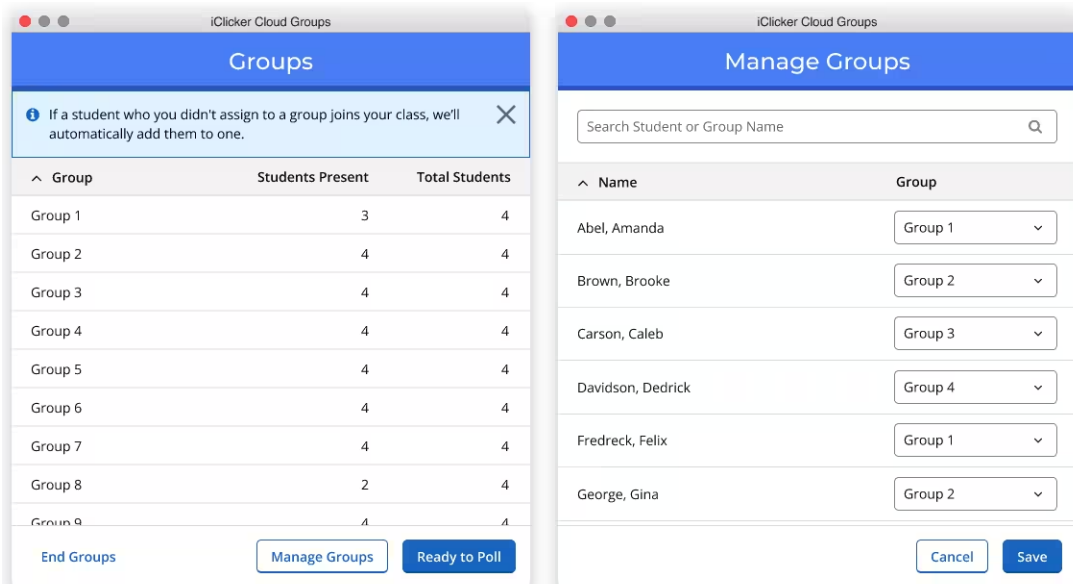 iClicker Cloud Groups
Groups
If a student who you didn't assign to a group joins your class, we'll
automatically add them to one.
Group Students Present Total Students
Group 1 3 4
Group 2 4 4
Group 3 4 4
Group 4 4 4
Group 5 4 4
Group 6 4 4
Group 7 4 4
Group 8 2 4
Group 9 4 4
End Groups Manage Groups Ready to Poll
iClicker Cloud Groups
Manage Groups
Search Student or Group Name
Name Group
Abel, Amanda Group 1
Brown, Brooke Group 2
Carson, Caleb Group 3
Davidson, Dedrick Group 4
Fredreck, Felix Group 1
George, Gina Group 2
Cancel Save